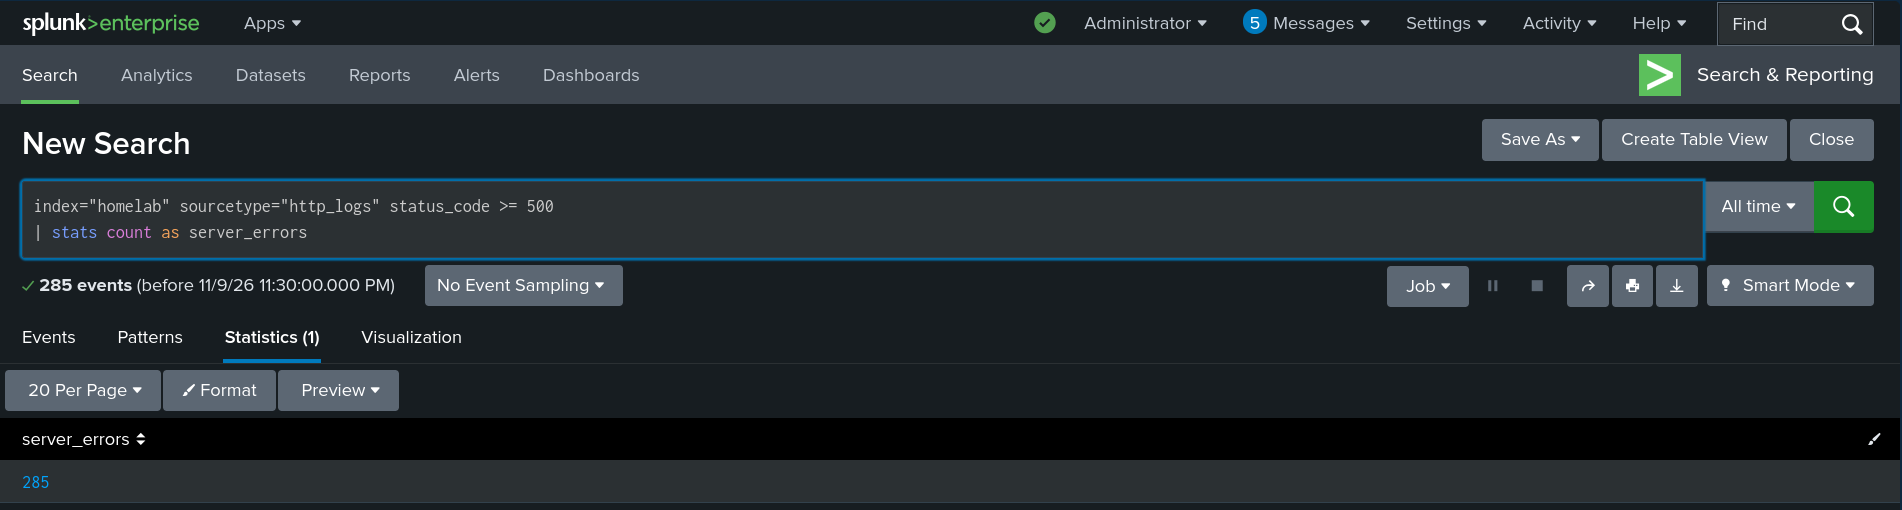 splunk>enterprise Apps Administrator 5 Messages Settings Activity Help Find
Search Analytics Datasets Reports Alerts Dashboards > Search & Reporting
New Search Save As Create Table View Close
index="homelab" sourcetype="http_logs" status_code >= 500
| stats count as server_errors
All time
285 events (before 11/9/26 11:30:00.000 PM) No Event Sampling Job Smart Mode
Events Patterns Statistics (1) Visualization
20 Per Page Format Preview
server_errors
285